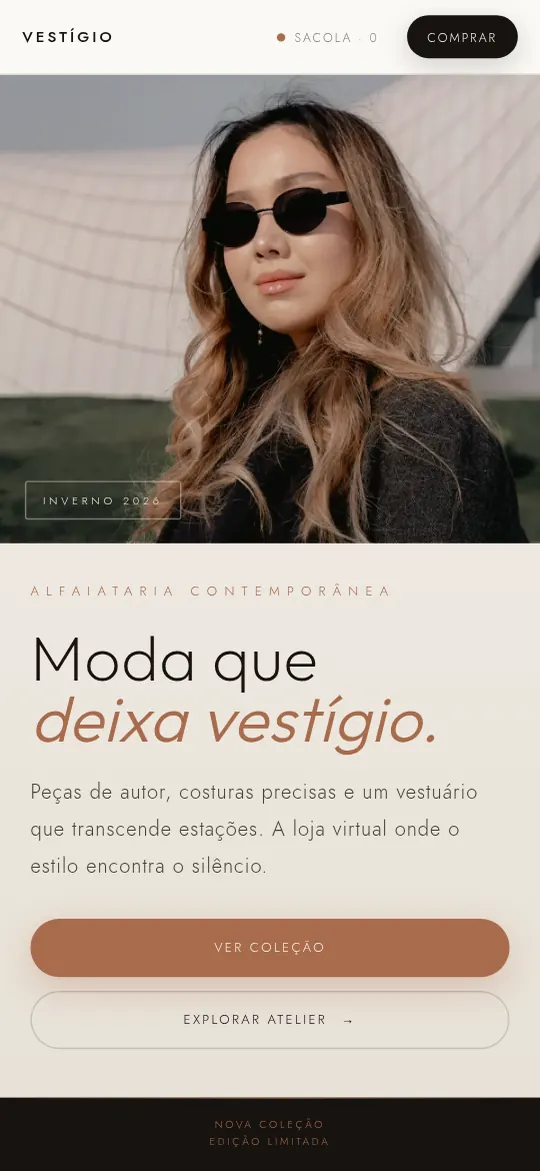 VESTÍGIO
SACOLA · 0
COMPRAR
INVERNO 2026
ALFAIATARIA CONTEMPORÂNEA
Moda que
deixa vestígio.
Peças de autor, costuras precisas e um vestuário
que transcende estações. A loja virtual onde o
estilo encontra o silêncio.
VER COLEÇÃO
EXPLORAR ATELIER →
NOVA COLEÇÃO
EDIÇÃO LIMITADA